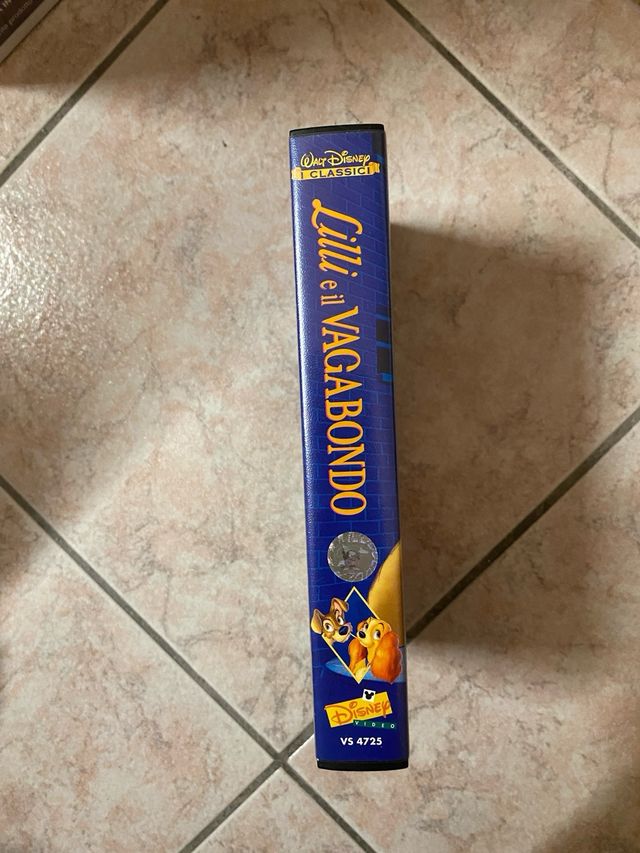 WALT DISNEY
I CLASSICI
Lilli e il VAGABONDO
DISNEY
VIDEO
VS 4725